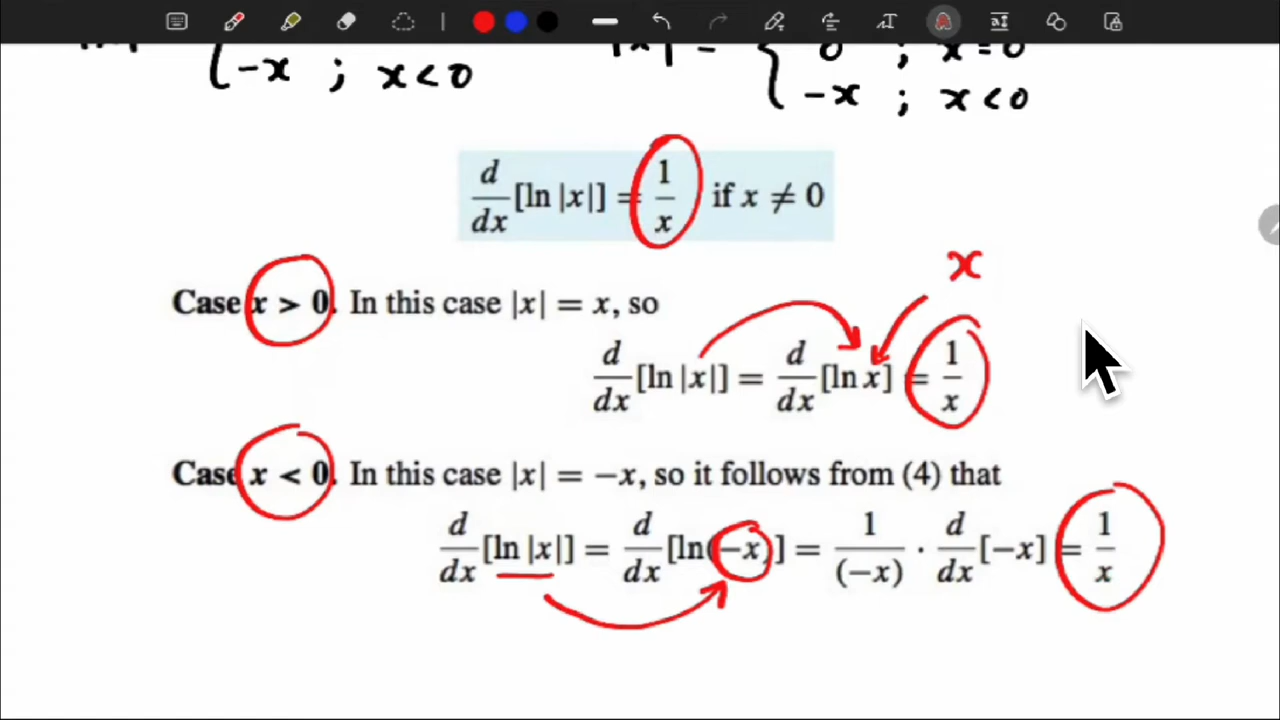 -x ; x<0
|x| = { 0 ; x=0
-x ; x<0
d/dx [ln |x|] = 1/x if x ≠ 0
x
Case x > 0. In this case |x| = x, so
d/dx [ln |x|] = d/dx [ln x] = 1/x
Case x < 0. In this case |x| = −x, so it follows from (4) that
d/dx [ln |x|] = d/dx [ln(−x)] = 1/(−x) · d/dx [−x] = 1/x